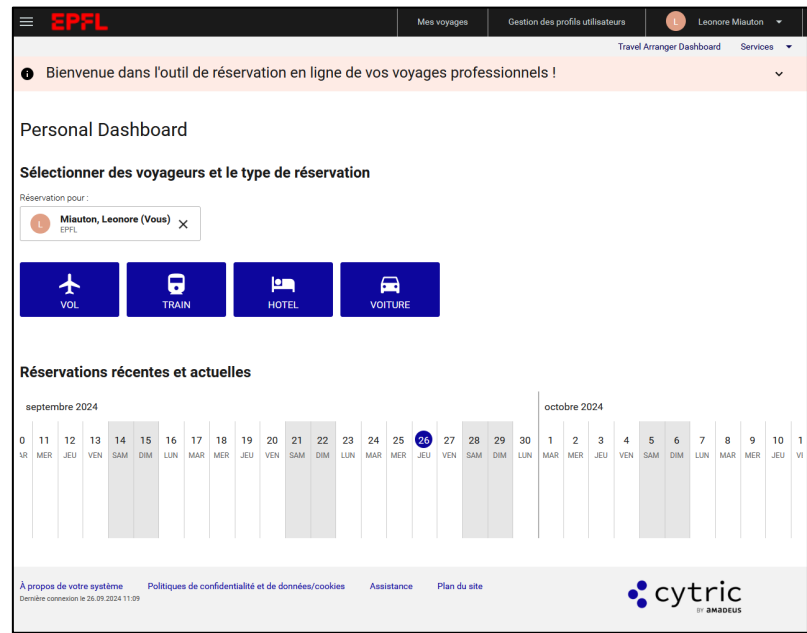 EPFL
Mes voyages
Gestion des profils utilisateurs
L
Leonore Miauton
Travel Arranger Dashboard
Services
Bienvenue dans l'outil de réservation en ligne de vos voyages professionnels !
Personal Dashboard
Sélectionner des voyageurs et le type de réservation
Réservation pour :
L
Miauton, Leonore (Vous)
EPFL
VOL
TRAIN
HOTEL
VOITURE
Réservations récentes et actuelles
septembre 2024
octobre 2024
0 11 12 13 14 15 16 17 18 19 20 21 22 23 24 25 26 27 28 29 30 1 2 3 4 5 6 7 8 9 10 1
AR MER JEU VEN SAM DIM LUN MAR MER JEU VEN SAM DIM LUN MAR MER JEU VEN SAM DIM LUN MAR MER JEU VEN SAM DIM LUN MAR MER JEU VI
À propos de votre système
Politiques de confidentialité et de données/cookies
Assistance
Plan du site
Dernière connexion le 26.09.2024 11:09
cytric
BY AMADEUS